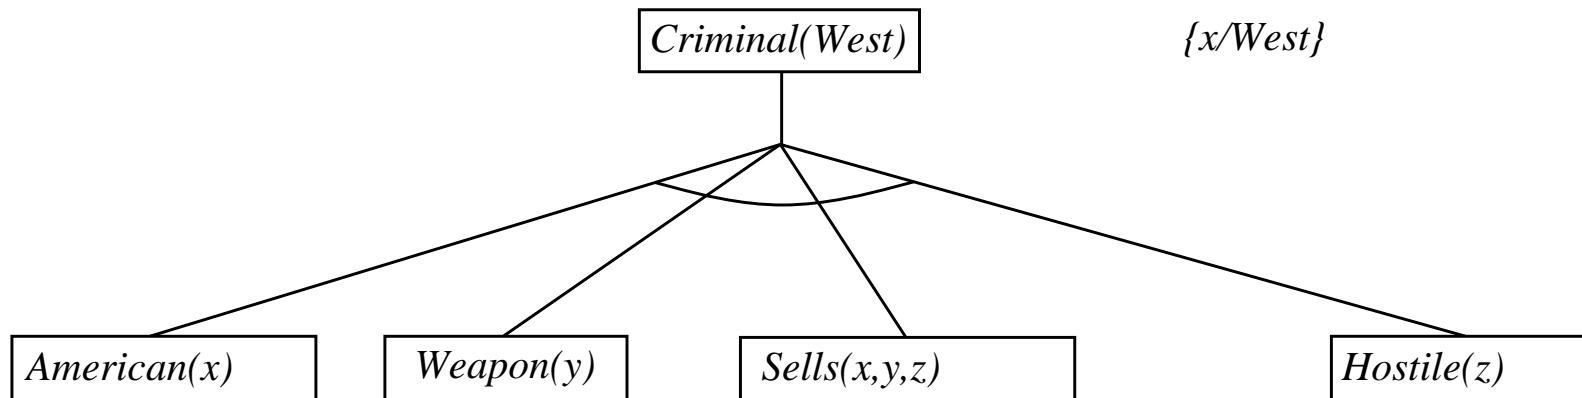 Criminal(West)
{x/West}
American(x)
Weapon(y)
Sells(x,y,z)
Hostile(z)